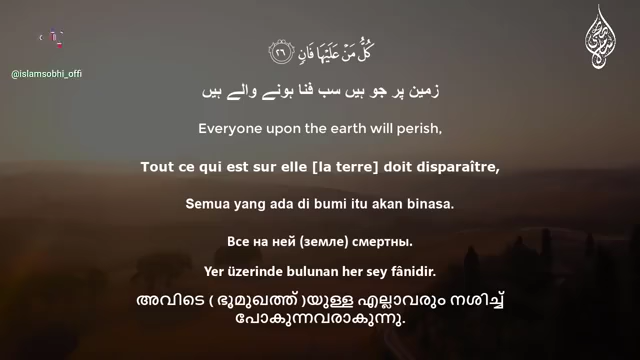 كُلُّ مَنْ عَلَيْهَا فَانٍ ﴿٢٦﴾
@islamsobhi_offi
زمین پر جو ہیں سب فنا ہونے والے ہیں
Everyone upon the earth will perish,
Tout ce qui est sur elle [la terre] doit disparaître,
Semua yang ada di bumi itu akan binasa.
Все на ней (земле) смертны.
Yer üzerinde bulunan her sey fânidir.
അവിടെ ( ഭൂമുഖത്ത് )യുള്ള എല്ലാവരും നശിച്ച്
പോകുന്നവരാകുന്നു.